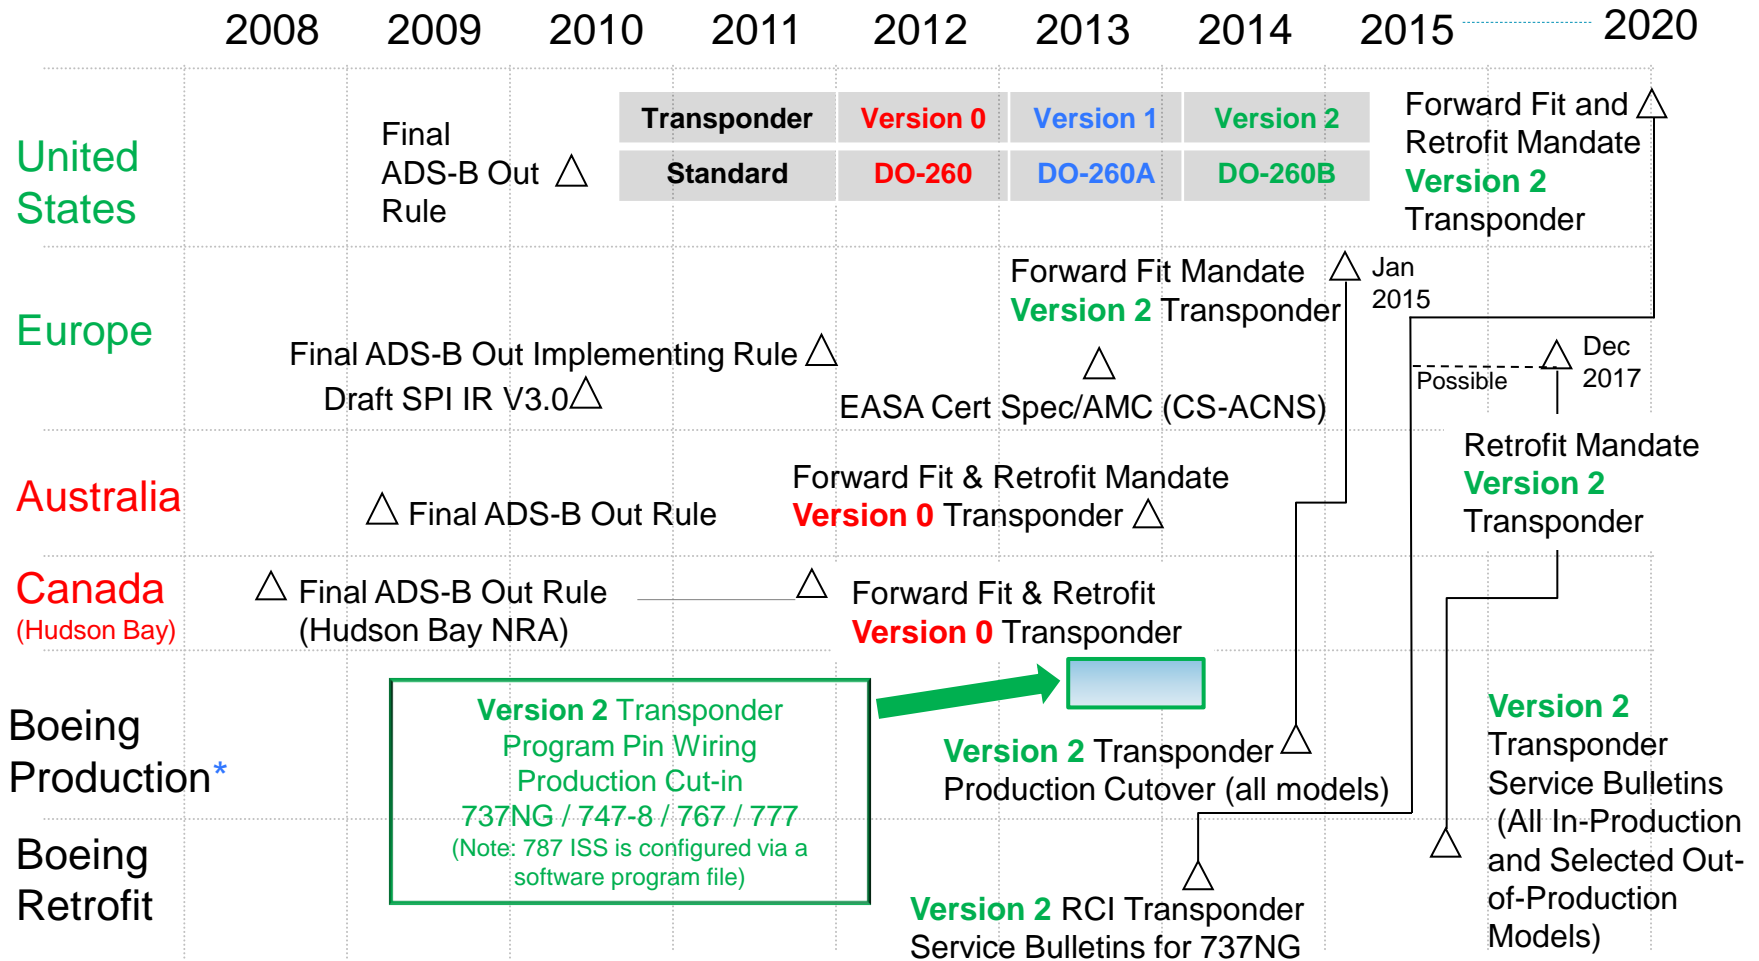 2008 2009 2010 2011 2012 2013 2014 2015 2020
United
States
Final
ADS-B Out
Rule
Transponder Version 0 Version 1 Version 2
Standard DO-260 DO-260A DO-260B
Forward Fit and
Retrofit Mandate
Version 2
Transponder
Europe
Forward Fit Mandate
Version 2 Transponder
Jan
2015
Final ADS-B Out Implementing Rule
Draft SPI IR V3.0
EASA Cert Spec/AMC (CS-ACNS)
Possible
Dec
2017
Retrofit Mandate
Version 2
Transponder
Australia
Final ADS-B Out Rule
Forward Fit & Retrofit Mandate
Version 0 Transponder
Canada
(Hudson Bay)
Final ADS-B Out Rule
(Hudson Bay NRA)
Forward Fit & Retrofit
Version 0 Transponder
Boeing
Production*
Version 2 Transponder
Program Pin Wiring
Production Cut-in
737NG / 747-8 / 767 / 777
(Note: 787 ISS is configured via a
software program file)
Version 2 Transponder
Production Cutover (all models)
Boeing
Retrofit
Version 2 RCI Transponder
Service Bulletins for 737NG
Version 2
Transponder
Service Bulletins
(All In-Production
and Selected Out-
of-Production
Models)